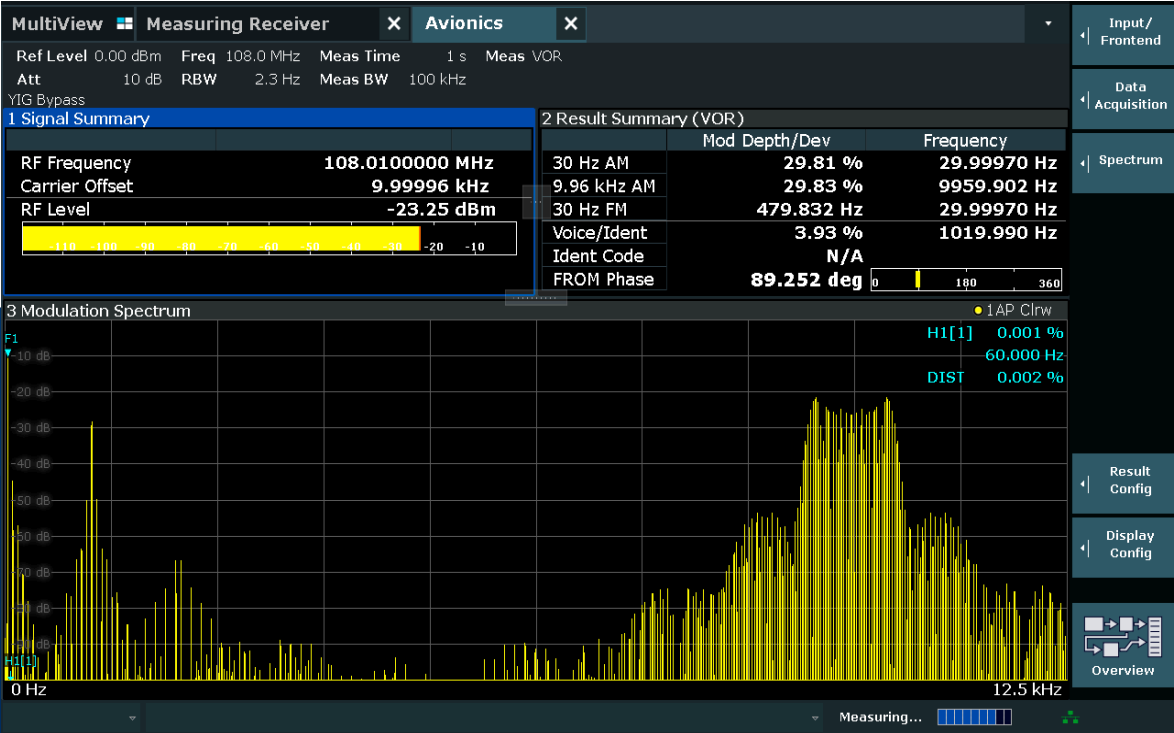 MultiView Measuring Receiver X Avionics X
Ref Level 0.00 dBm Freq 108.0 MHz Meas Time 1 s Meas VOR
Att 10 dB RBW 2.3 Hz Meas BW 100 kHz
YIG Bypass
1 Signal Summary
RF Frequency 108.0100000 MHz
Carrier Offset 9.99996 kHz
RF Level -23.25 dBm
-110 -100 -90 -80 -70 -60 -50 -40 -30 -20 -10
2 Result Summary (VOR)
Mod Depth/Dev Frequency
30 Hz AM 29.81 % 29.99970 Hz
9.96 kHz AM 29.83 % 9959.902 Hz
30 Hz FM 479.832 Hz 29.99970 Hz
Voice/Ident 3.93 % 1019.990 Hz
Ident Code N/A
FROM Phase 89.252 deg 0 180 360
3 Modulation Spectrum 1AP Clrw
F1
H1[1] 0.001 %
60.000 Hz
DIST 0.002 %
-10 dB
-20 dB
-30 dB
-40 dB
-50 dB
-60 dB
-70 dB
-80 dB
-90 dB
H1[1]
0 Hz 12.5 kHz
Measuring...
Input/
Frontend
Data
Acquisition
Spectrum
Result
Config
Display
Config
Overview